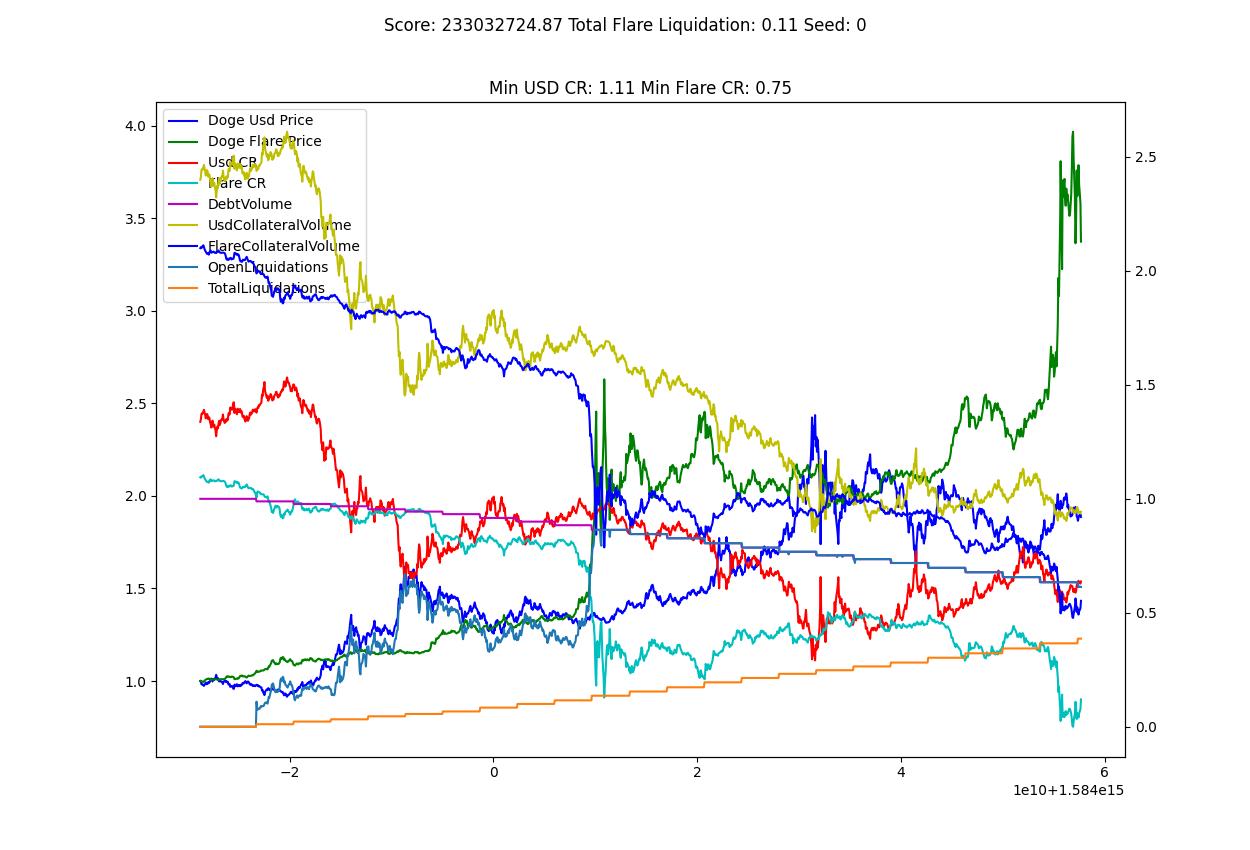 Score: 233032724.87 Total Flare Liquidation: 0.11 Seed: 0
Min USD CR: 1.11 Min Flare CR: 0.75
Doge Usd Price
Doge Flare Price
Usd CR
Flare CR
DebtVolume
UsdCollateralVolume
FlareCollateralVolume
OpenLiquidations
TotalLiquidations
4.0
3.5
3.0
2.5
2.0
1.5
1.0
2.5
2.0
1.5
1.0
0.5
0.0
−2 0 2 4 6
1e10+1.584e15